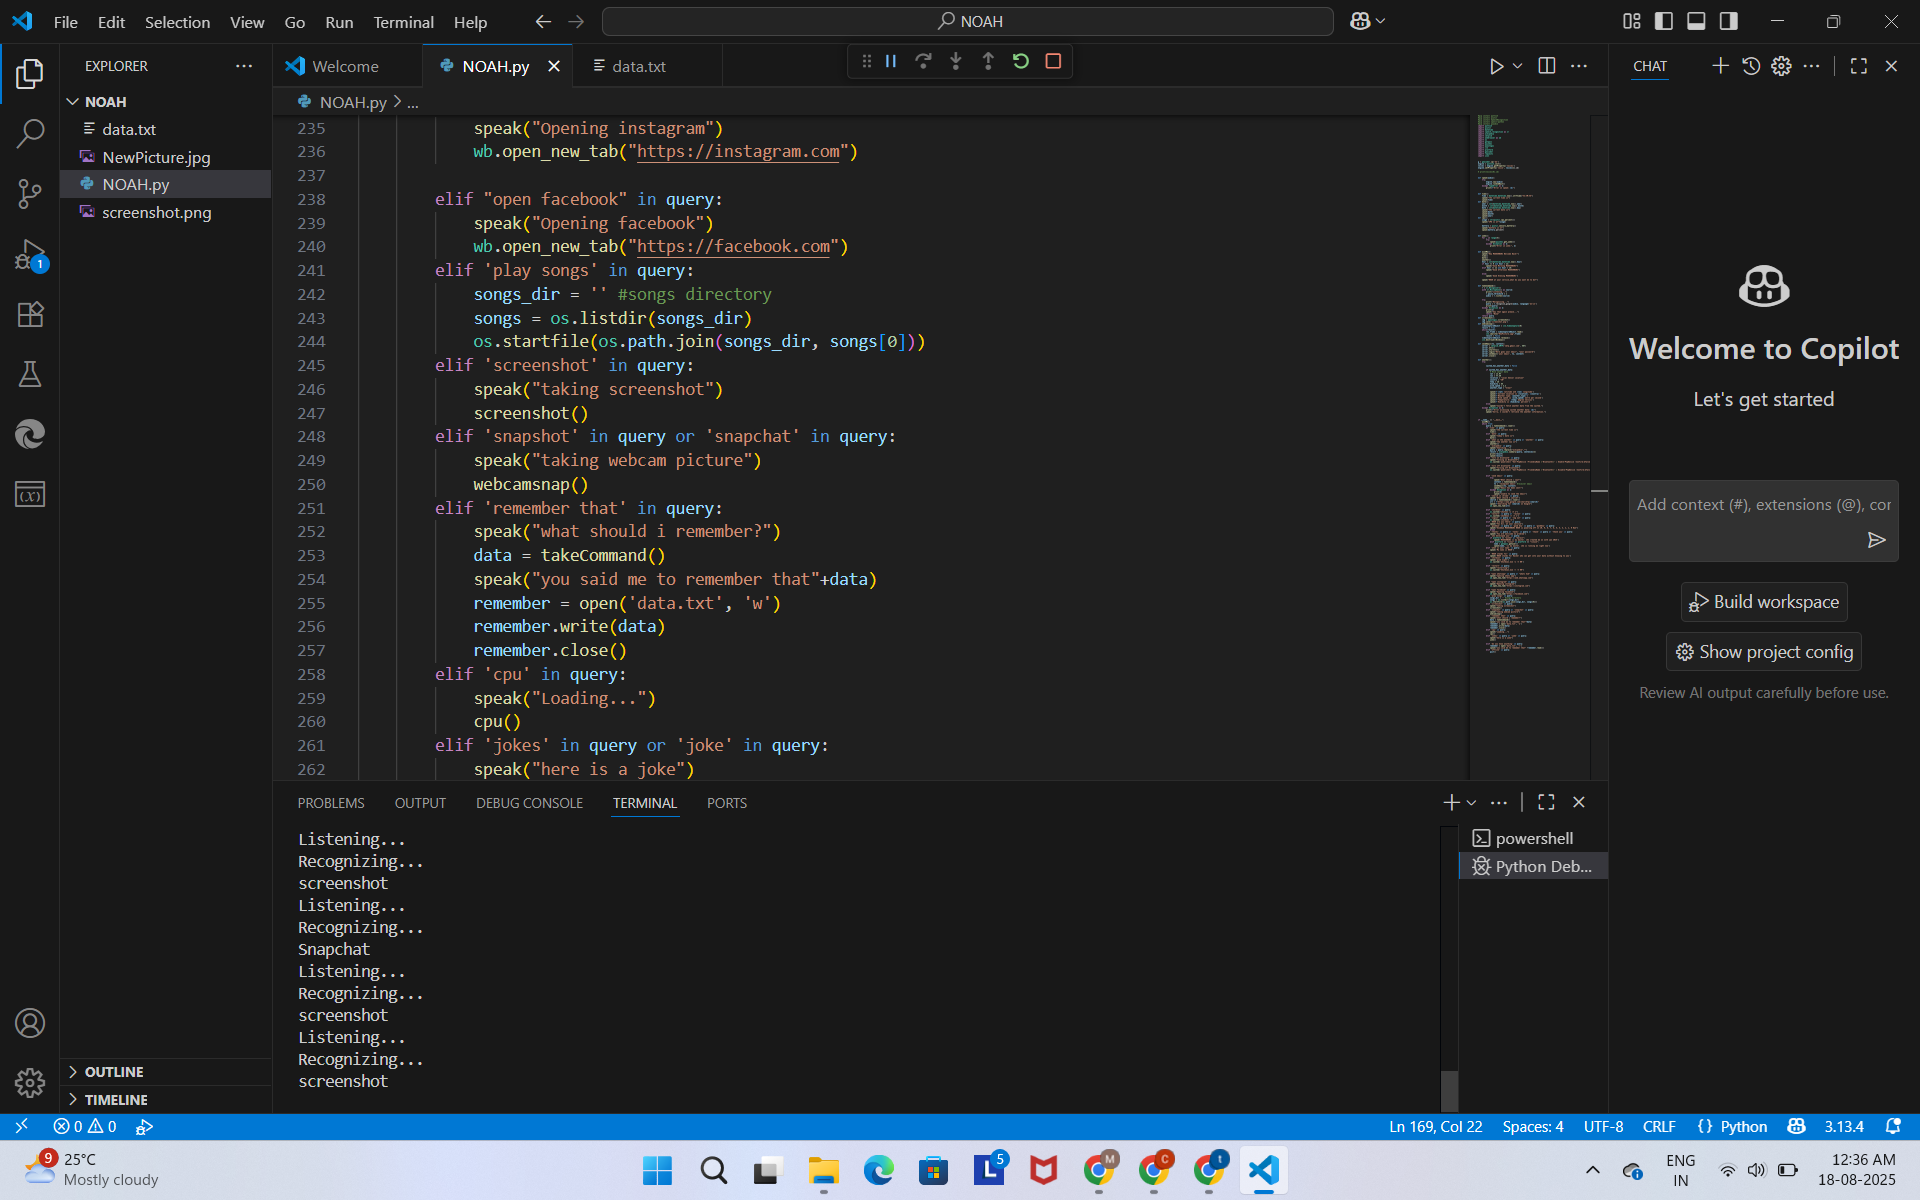 File Edit Selection View Go Run Terminal Help
NOAH
EXPLORER
NOAH
data.txt
NewPicture.jpg
NOAH.py
screenshot.png
OUTLINE
TIMELINE
Welcome
NOAH.py
data.txt
NOAH.py > ...
235 speak("Opening instagram")
236 wb.open_new_tab("https://instagram.com")
237
238 elif "open facebook" in query:
239 speak("Opening facebook")
240 wb.open_new_tab("https://facebook.com")
241 elif 'play songs' in query:
242 songs_dir = '' #songs directory
243 songs = os.listdir(songs_dir)
244 os.startfile(os.path.join(songs_dir, songs[0]))
245 elif 'screenshot' in query:
246 speak("taking screenshot")
247 screenshot()
248 elif 'snapshot' in query or 'snapchat' in query:
249 speak("taking webcam picture")
250 webcamsnap()
251 elif 'remember that' in query:
252 speak("what should i remember?")
253 data = takeCommand()
254 speak("you said me to remember that"+data)
255 remember = open('data.txt', 'w')
256 remember.write(data)
257 remember.close()
258 elif 'cpu' in query:
259 speak("Loading...")
260 cpu()
261 elif 'jokes' in query or 'joke' in query:
262 speak("here is a joke")
PROBLEMS OUTPUT DEBUG CONSOLE TERMINAL PORTS
Listening...
Recognizing...
screenshot
Listening...
Recognizing...
Snapchat
Listening...
Recognizing...
screenshot
Listening...
Recognizing...
screenshot
powershell
Python Deb...
CHAT
Welcome to Copilot
Let's get started
Add context (#), extensions (@), cor
Build workspace
Show project config
Review AI output carefully before use.
1
0 0
Ln 169, Col 22 Spaces: 4 UTF-8 CRLF {} Python 3.13.4
9
25°C
Mostly cloudy
L 5 M C t
ENG
IN
12:36 AM
18-08-2025